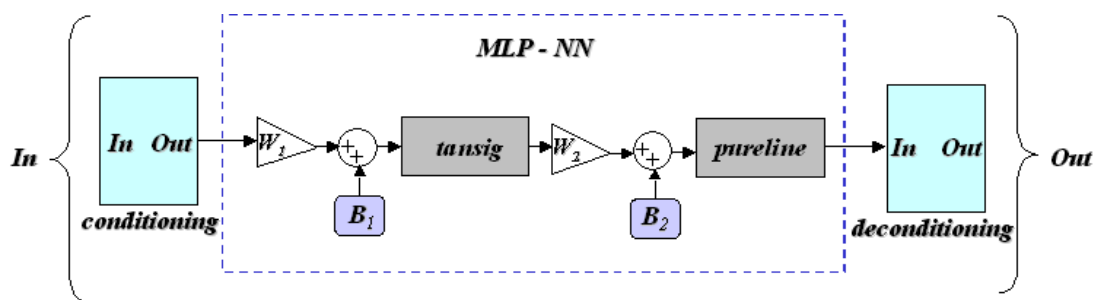 MLP - NN
In
In Out
conditioning
W1
+
+
B1
tansig
W2
+
+
B2
pureline
In Out
deconditioning
Out